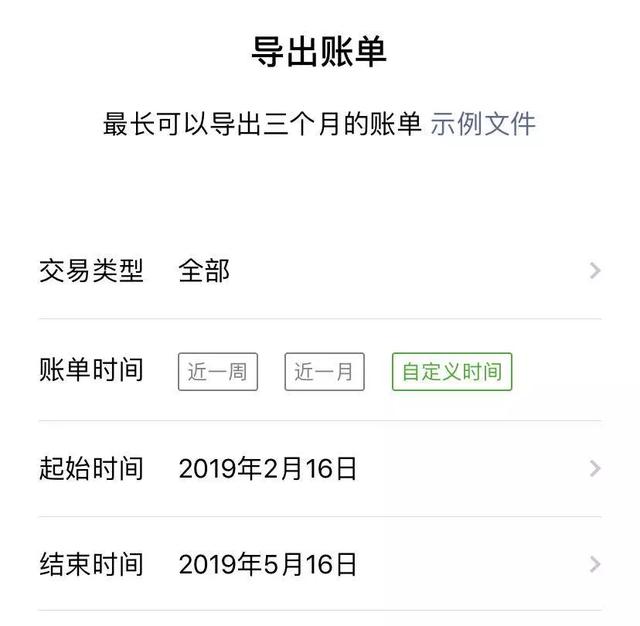 导出账单
最长可以导出三个月的账单 示例文件
交易类型 全部
账单时间 近一周 近一月 自定义时间
起始时间 2019年2月16日
结束时间 2019年5月16日